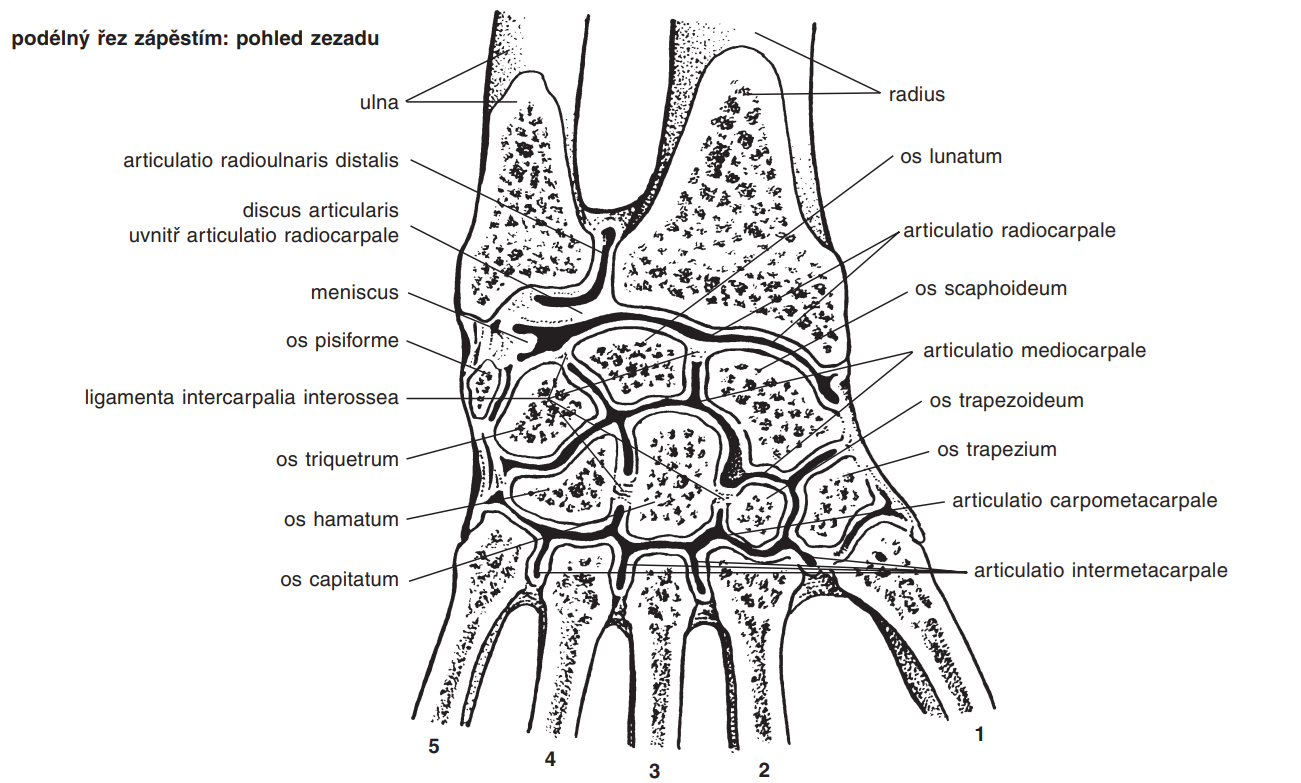 podélný řez zápěstím: pohled zezadu
ulna
articulatio radioulnaris distalis
discus articularis
uvnitř articulatio radiocarpale
meniscus
os pisiforme
ligamenta intercarpalia interossea
os triquetrum
os hamatum
os capitatum
radius
os lunatum
articulatio radiocarpale
os scaphoideum
articulatio mediocarpale
os trapezoideum
os trapezium
articulatio carpometacarpale
articulatio intermetacarpale
5
4
3
2
1